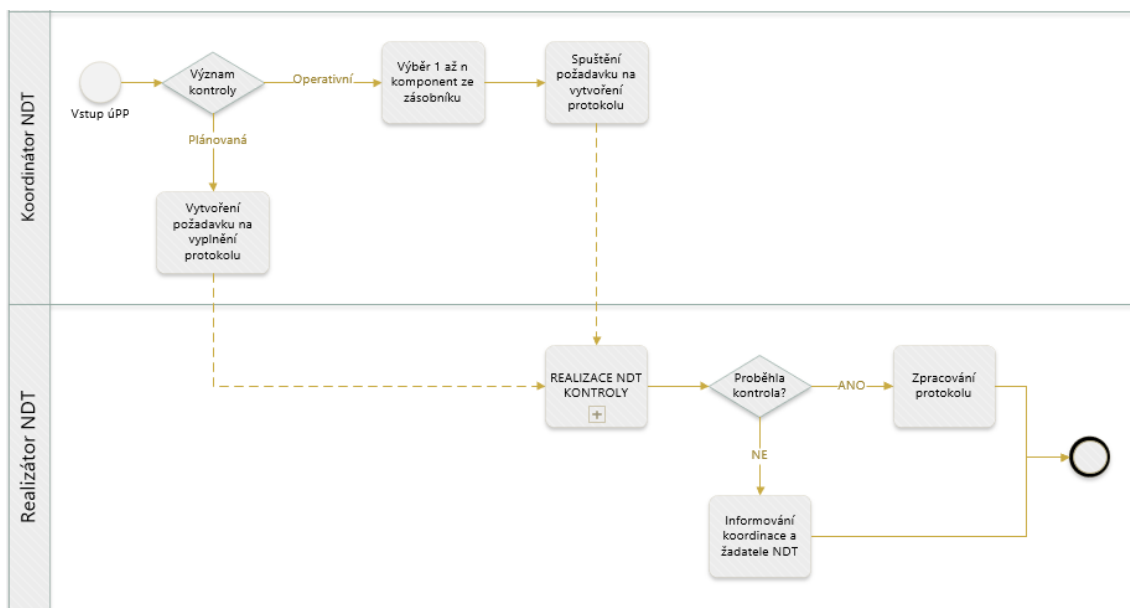 Koordinátor NDT
Vstup úPP
Význam
kontroly
Operativní
Výběr 1 až n
komponent ze
zásobníku
Spuštění
požadavku na
vytvoření
protokolu
Plánovaná
Vytvoření
požadavku na
vyplnění
protokolu
Realizátor NDT
REALIZACE NDT
KONTROLY
Proběhla
kontrola?
ANO
Zpracování
protokolu
NE
Informování
koordinace a
žadatele NDT